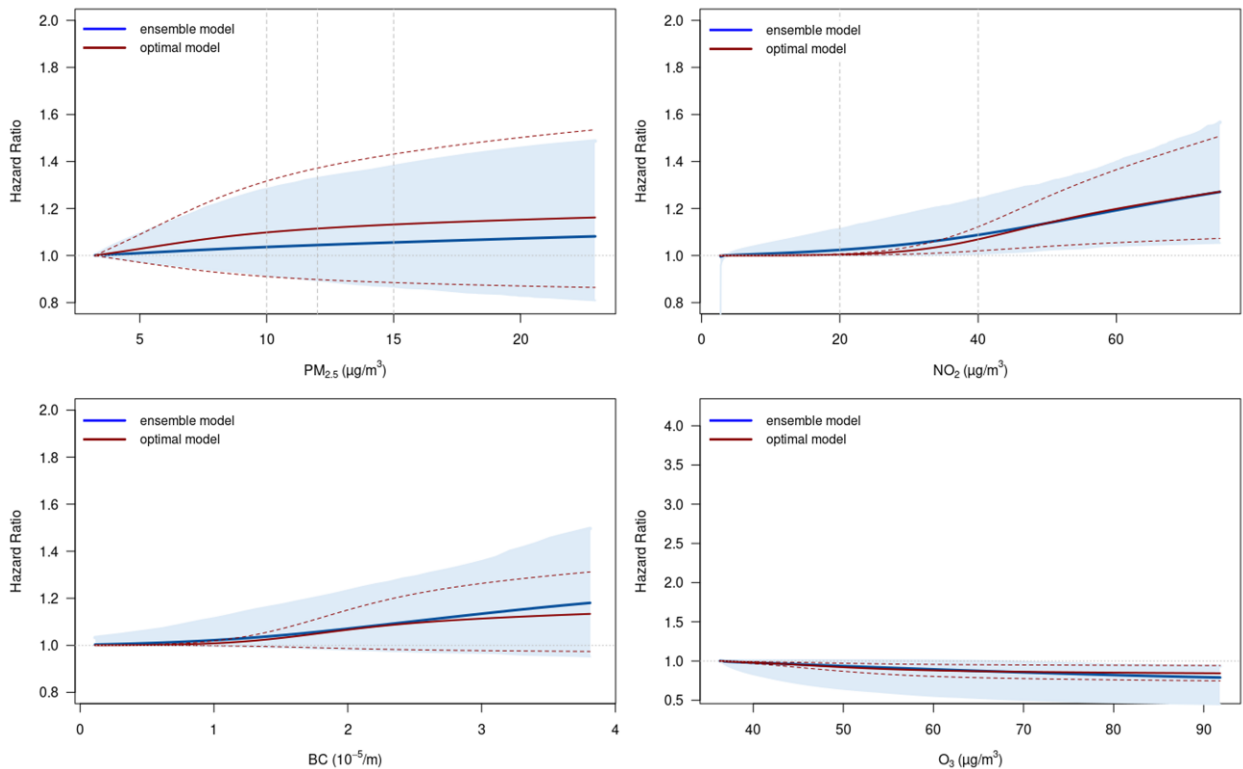 2.0
1.8
1.6
1.4
1.2
1.0
0.8
Hazard Ratio
ensemble model
optimal model
5 10 15 20
PM2.5 (µg/m³)
2.0
1.8
1.6
1.4
1.2
1.0
0.8
Hazard Ratio
ensemble model
optimal model
0 20 40 60
NO2 (µg/m³)
2.0
1.8
1.6
1.4
1.2
1.0
0.8
Hazard Ratio
ensemble model
optimal model
0 1 2 3 4
BC (10⁻⁵/m)
4.0
3.5
3.0
2.5
2.0
1.5
1.0
0.5
Hazard Ratio
ensemble model
optimal model
40 50 60 70 80 90
O3 (µg/m³)